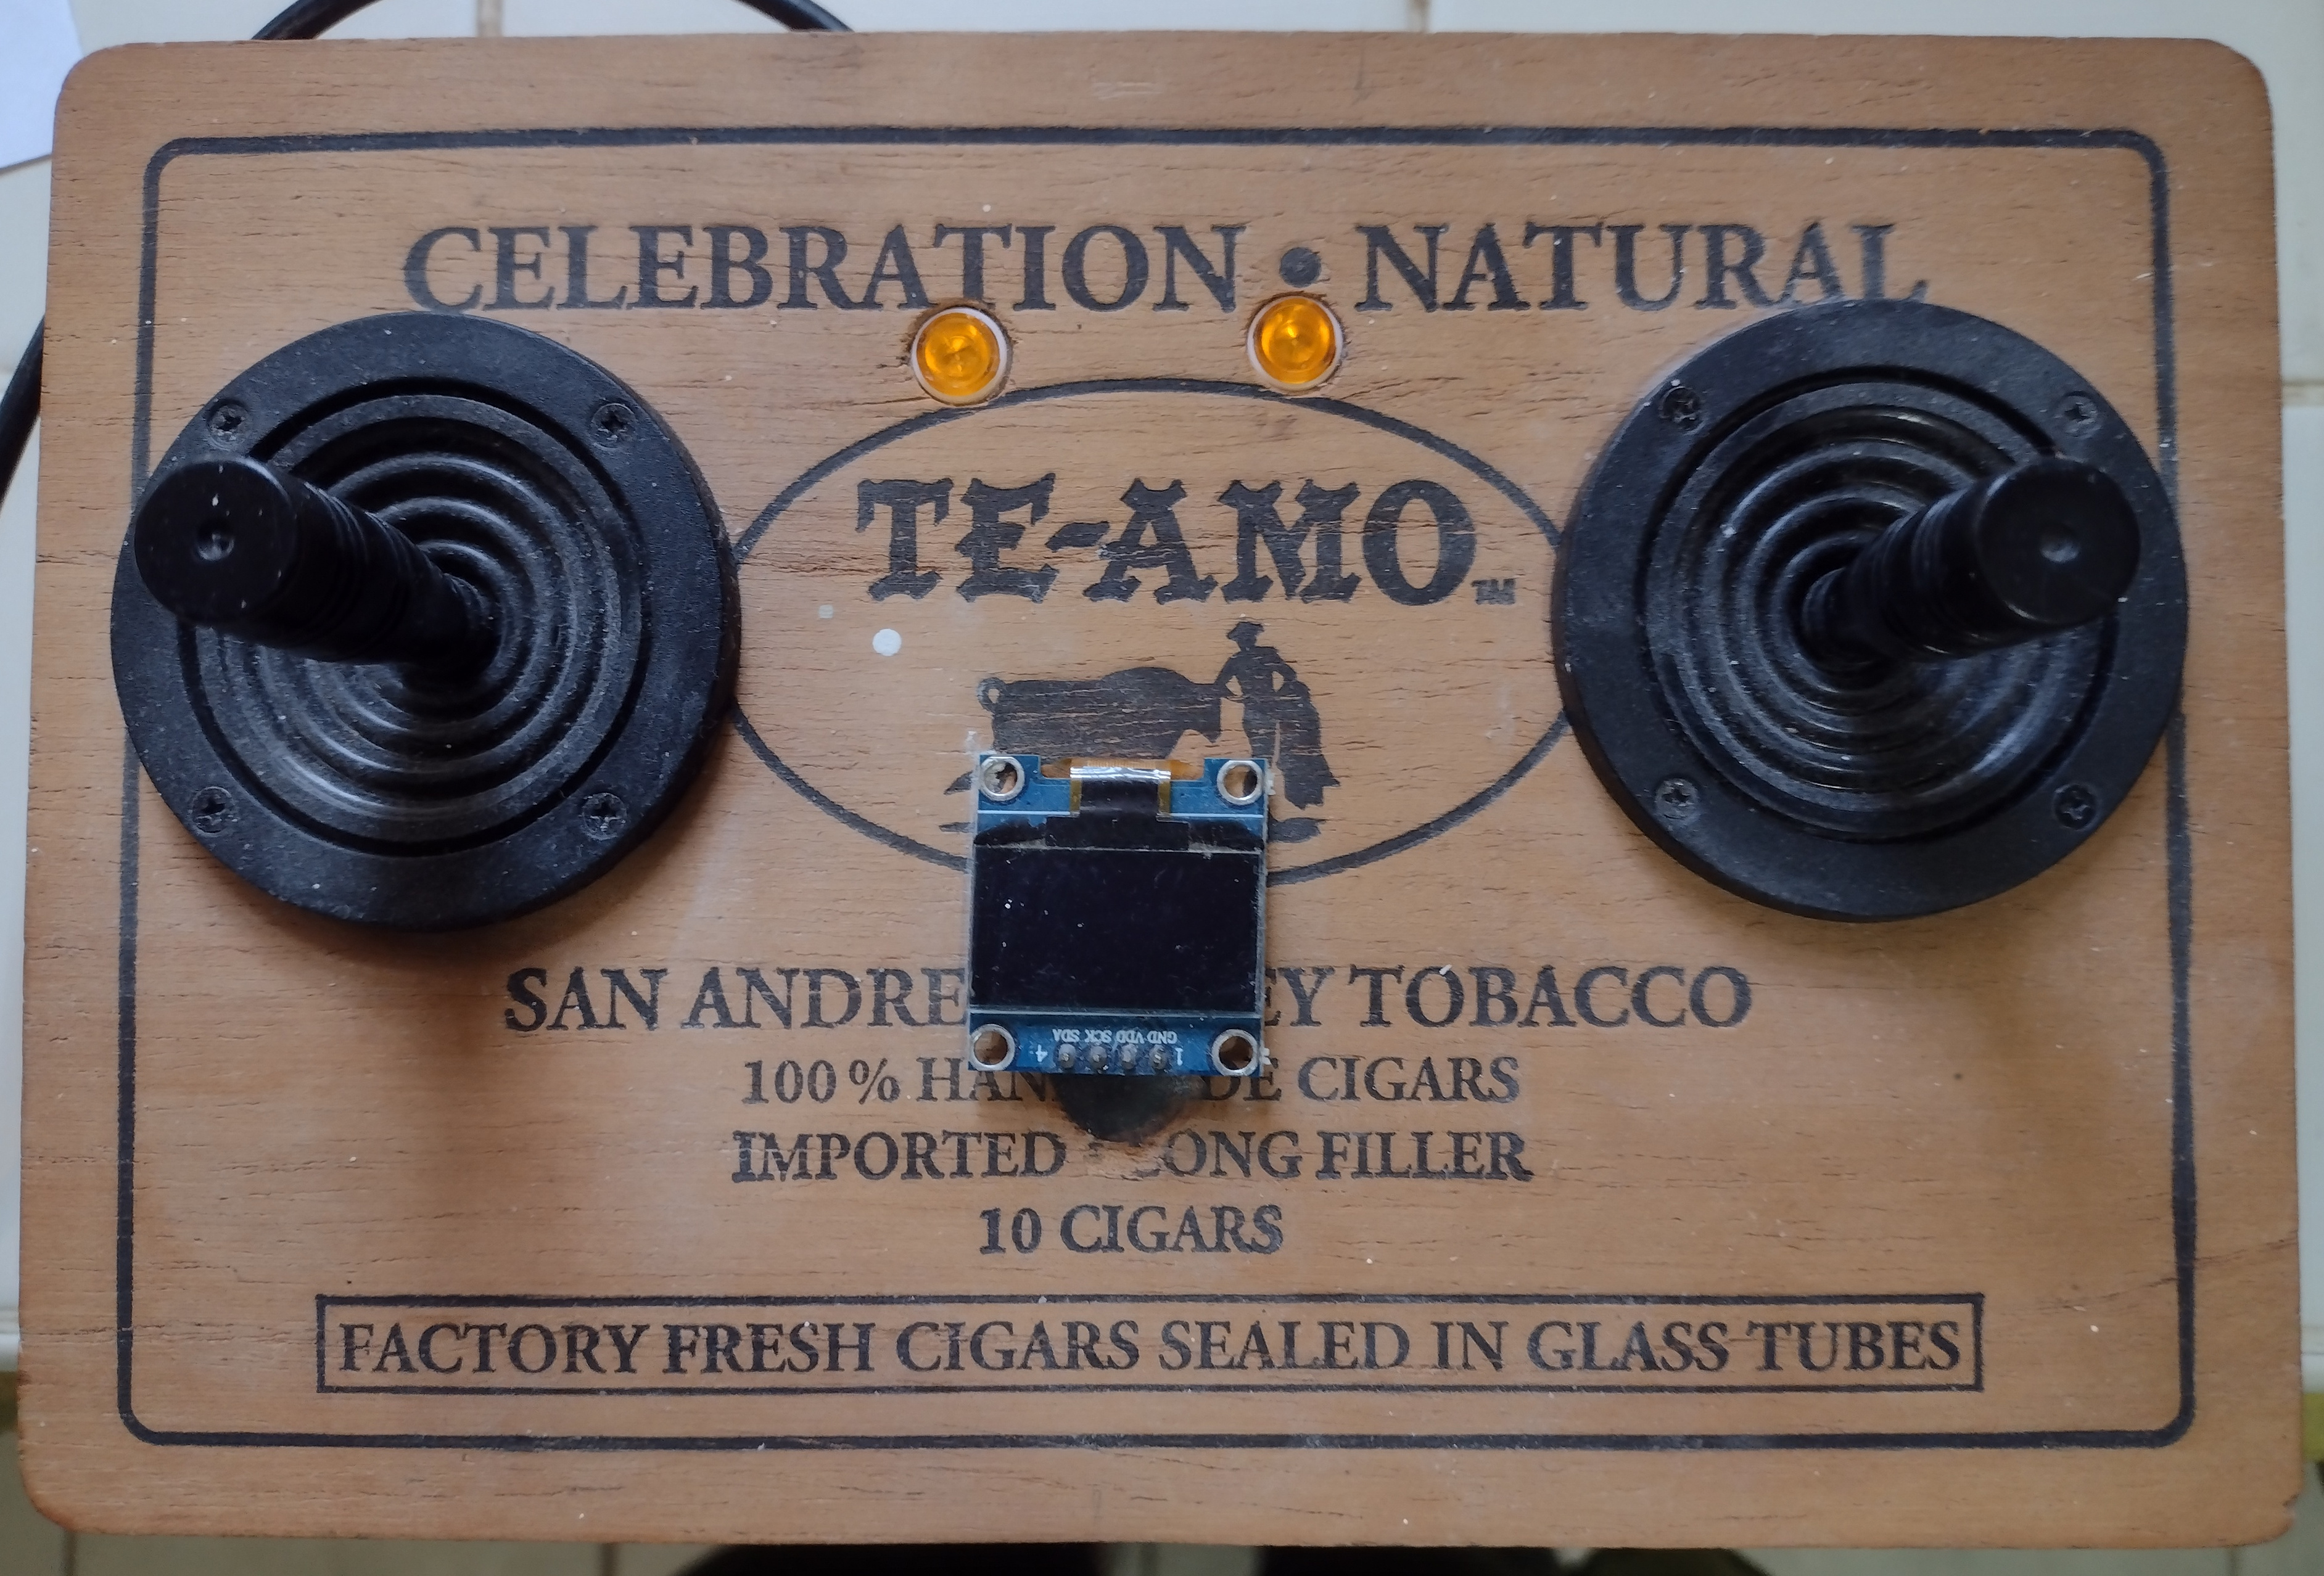 CELEBRATION • NATURAL
TE-AMO™
SAN ANDRE EY TOBACCO
100% HAN DE CIGARS
IMPORTED LONG FILLER
10 CIGARS
FACTORY FRESH CIGARS SEALED IN GLASS TUBES
4 SDA SCK VDD GND 1